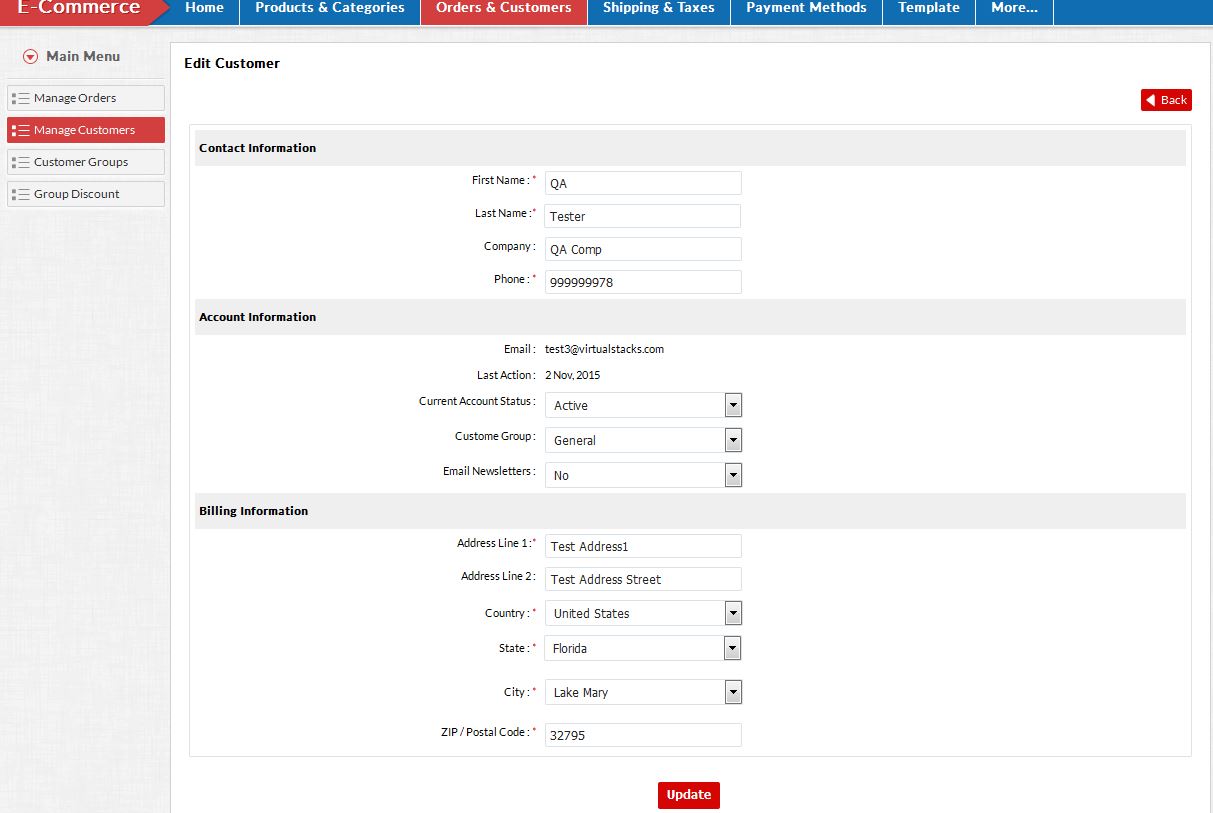 E-Commerce Home Products & Categories Orders & Customers Shipping & Taxes Payment Methods Template More...
Main Menu
Manage Orders
Manage Customers
Customer Groups
Group Discount
Edit Customer
Back
Contact Information
First Name : * QA
Last Name : * Tester
Company : QA Comp
Phone : * 999999978
Account Information
Email : test3@virtualstacks.com
Last Action : 2 Nov, 2015
Current Account Status : Active
Custome Group : General
Email Newsletters : No
Billing Information
Address Line 1 : * Test Address1
Address Line 2 : Test Address Street
Country : * United States
State : * Florida
City : * Lake Mary
ZIP / Postal Code : * 32795
Update